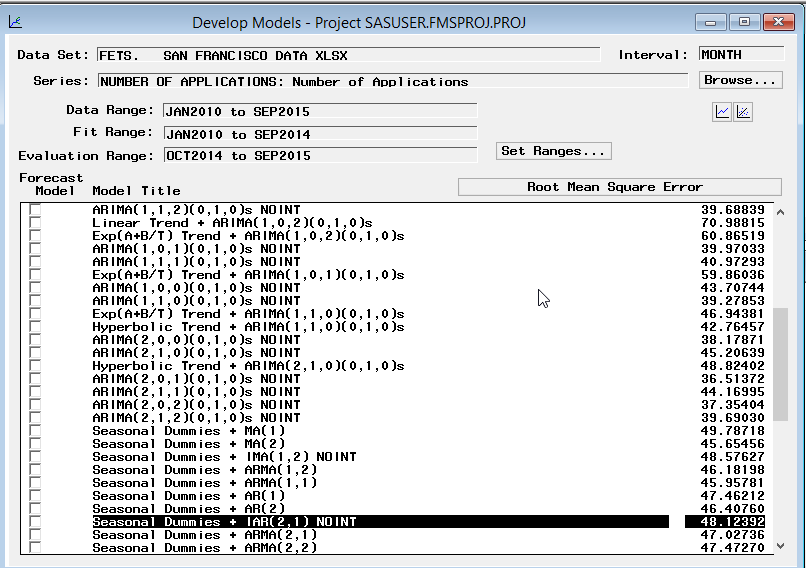 Develop Models - Project SASUSER.FMSPROJ.PROJ
Data Set: FETS. SAN FRANCISCO DATA XLSX Interval: MONTH
Series: NUMBER OF APPLICATIONS: Number of Applications Browse...
Data Range: JAN2010 to SEP2015
Fit Range: JAN2010 to SEP2014
Evaluation Range: OCT2014 to SEP2015 Set Ranges...
Forecast
Model Model Title Root Mean Square Error
ARIMA(1,1,2)(0,1,0)s NOINT 39.68839
Linear Trend + ARIMA(1,0,2)(0,1,0)s 70.98815
Exp(A+B/T) Trend + ARIMA(1,0,2)(0,1,0)s 60.86519
ARIMA(1,0,1)(0,1,0)s NOINT 39.97033
ARIMA(1,1,1)(0,1,0)s NOINT 40.97293
Exp(A+B/T) Trend + ARIMA(1,0,1)(0,1,0)s 59.86036
ARIMA(1,0,0)(0,1,0)s NOINT 43.70744
ARIMA(1,1,0)(0,1,0)s NOINT 39.27853
Exp(A+B/T) Trend + ARIMA(1,1,0)(0,1,0)s 46.94381
Hyperbolic Trend + ARIMA(1,1,0)(0,1,0)s 42.76457
ARIMA(2,0,0)(0,1,0)s NOINT 38.17871
ARIMA(2,1,0)(0,1,0)s NOINT 45.20639
Hyperbolic Trend + ARIMA(2,1,0)(0,1,0)s 48.82402
ARIMA(2,0,1)(0,1,0)s NOINT 36.51372
ARIMA(2,1,1)(0,1,0)s NOINT 44.16995
ARIMA(2,0,2)(0,1,0)s NOINT 37.35404
ARIMA(2,1,2)(0,1,0)s NOINT 39.69030
Seasonal Dummies + MA(1) 49.78718
Seasonal Dummies + MA(2) 45.65456
Seasonal Dummies + IMA(1,2) NOINT 48.57627
Seasonal Dummies + ARMA(1,2) 46.18198
Seasonal Dummies + ARMA(1,1) 45.95781
Seasonal Dummies + AR(1) 47.46212
Seasonal Dummies + AR(2) 46.40760
Seasonal Dummies + IAR(2,1) NOINT 48.12392
Seasonal Dummies + ARMA(2,1) 47.02736
Seasonal Dummies + ARMA(2,2) 47.47270